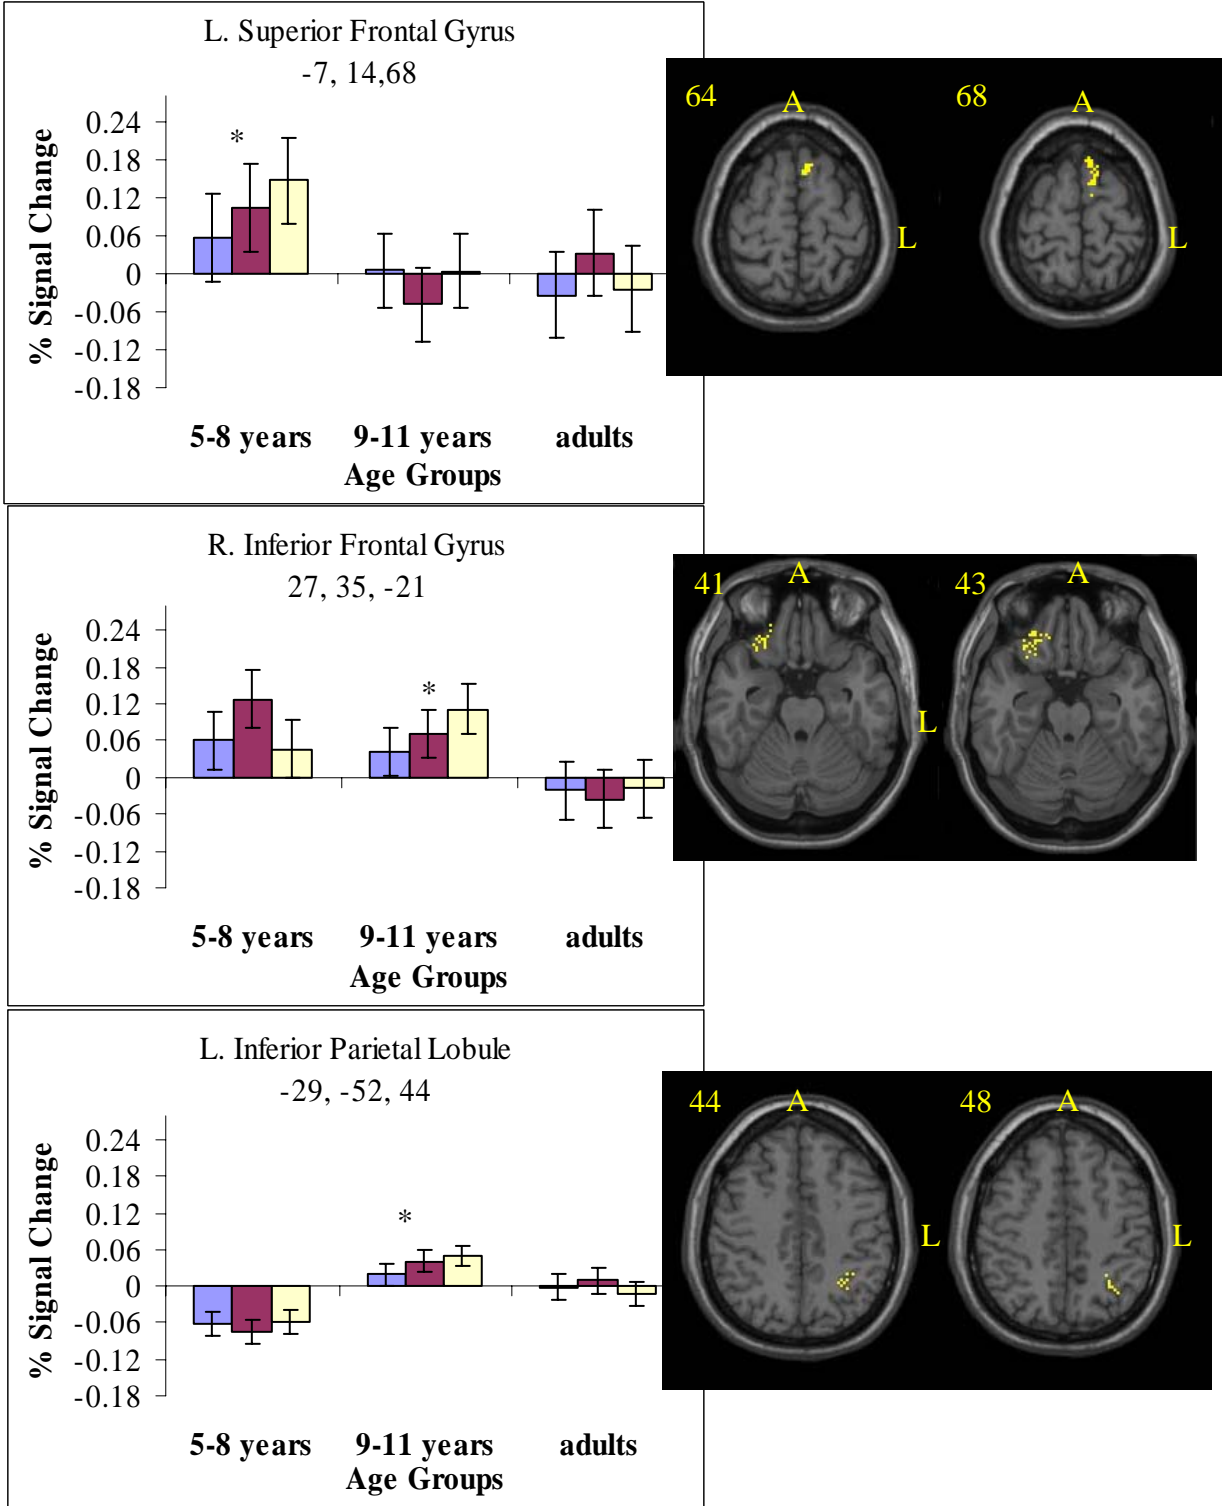 L. Superior Frontal Gyrus
-7, 14,68
% Signal Change
0.24
0.18
0.12
0.06
0
-0.06
-0.12
-0.18
*
5-8 years 9-11 years adults
Age Groups
64 A 68 A
L L
R. Inferior Frontal Gyrus
27, 35, -21
% Signal Change
0.24
0.18
0.12
0.06
0
-0.06
-0.12
-0.18
*
5-8 years 9-11 years adults
Age Groups
41 A 43 A
L
L. Inferior Parietal Lobule
-29, -52, 44
% Signal Change
0.24
0.18
0.12
0.06
0
-0.06
-0.12
-0.18
*
5-8 years 9-11 years adults
Age Groups
44 A 48 A
L L